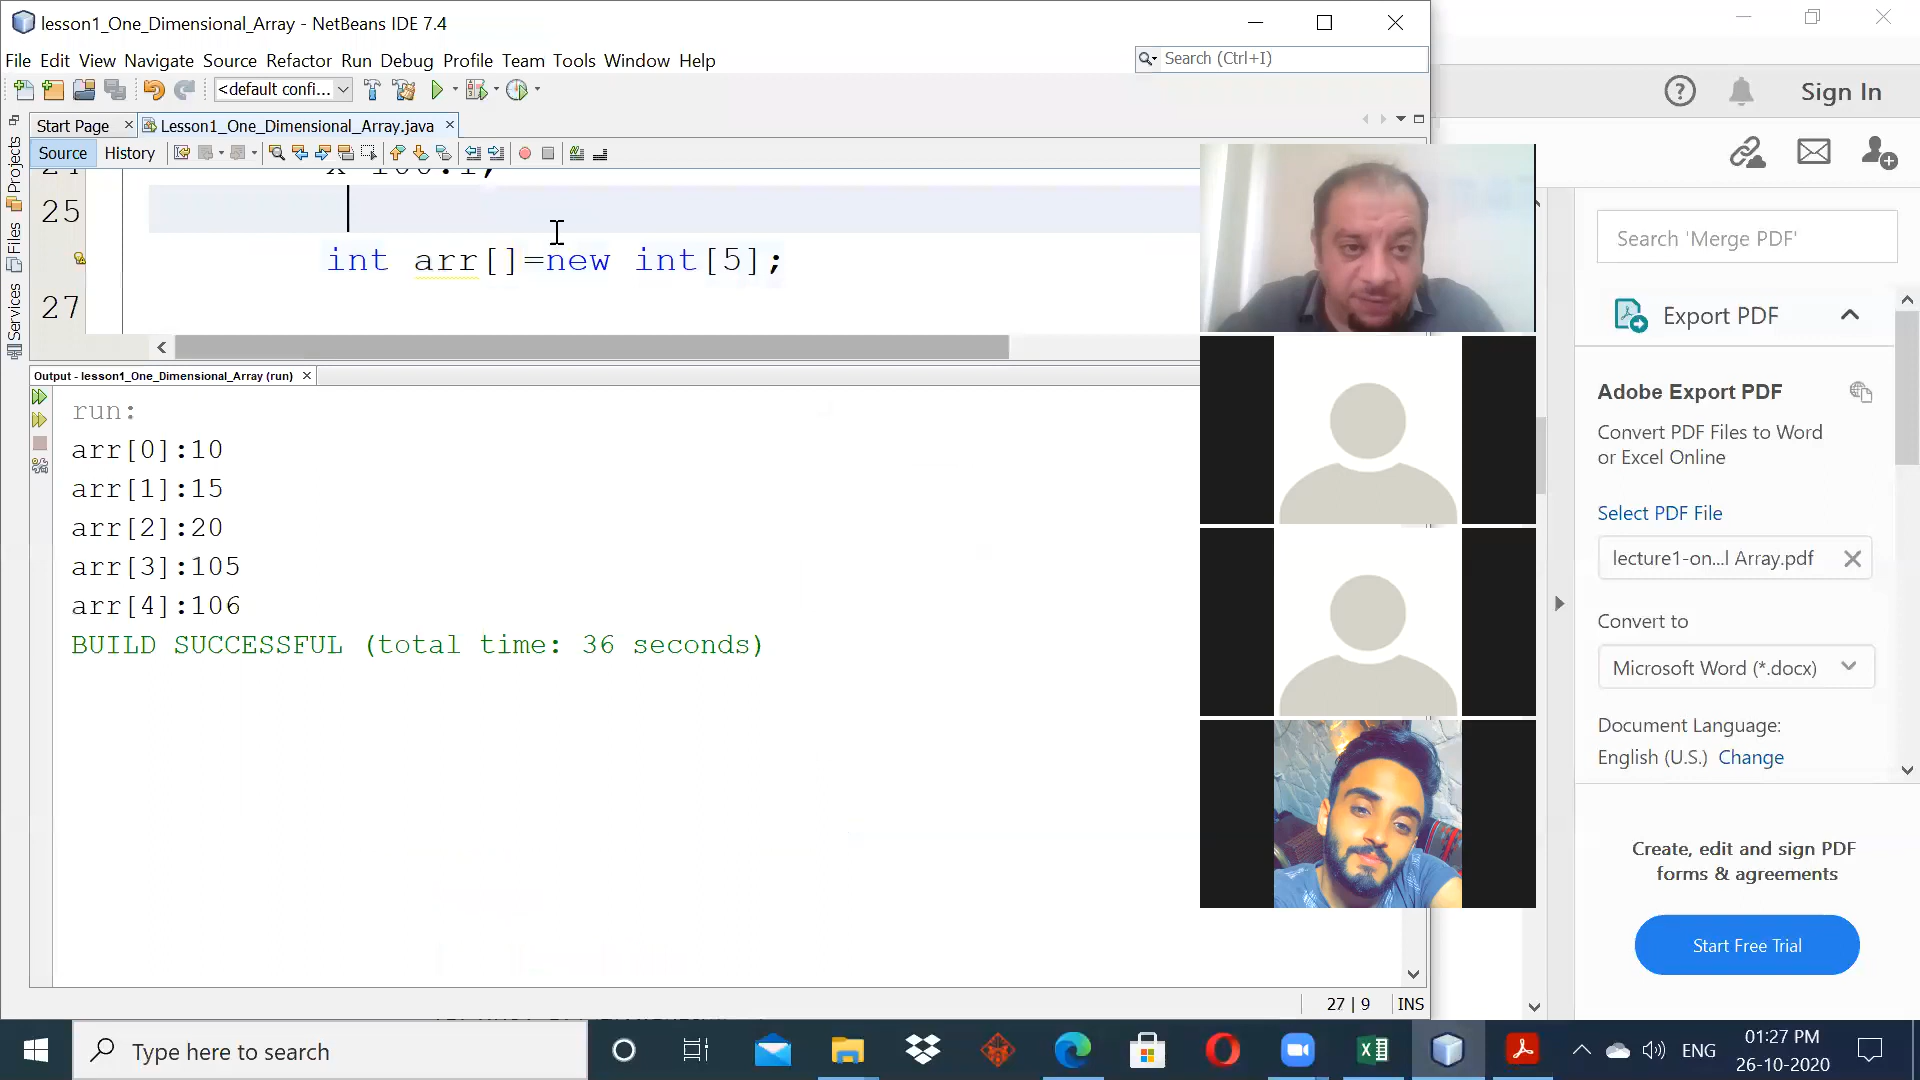 lesson1_One_Dimensional_Array - NetBeans IDE 7.4
File Edit View Navigate Source Refactor Run Debug Profile Team Tools Window Help
Search (Ctrl+I)
<default confi...
Sign In
Start Page
Lesson1_One_Dimensional_Array.java
Source History
Projects
Files
Services
25
int arr[]=new int[5];
27
Output - lesson1_One_Dimensional_Array (run)
run:
arr[0]:10
arr[1]:15
arr[2]:20
arr[3]:105
arr[4]:106
BUILD SUCCESSFUL (total time: 36 seconds)
27 | 9 INS
Search 'Merge PDF'
Export PDF
Adobe Export PDF
Convert PDF Files to Word
or Excel Online
Select PDF File
lecture1-on...l Array.pdf
Convert to
Microsoft Word (*.docx)
Document Language:
English (U.S.) Change
Create, edit and sign PDF
forms & agreements
Start Free Trial
Type here to search
ENG
01:27 PM
26-10-2020